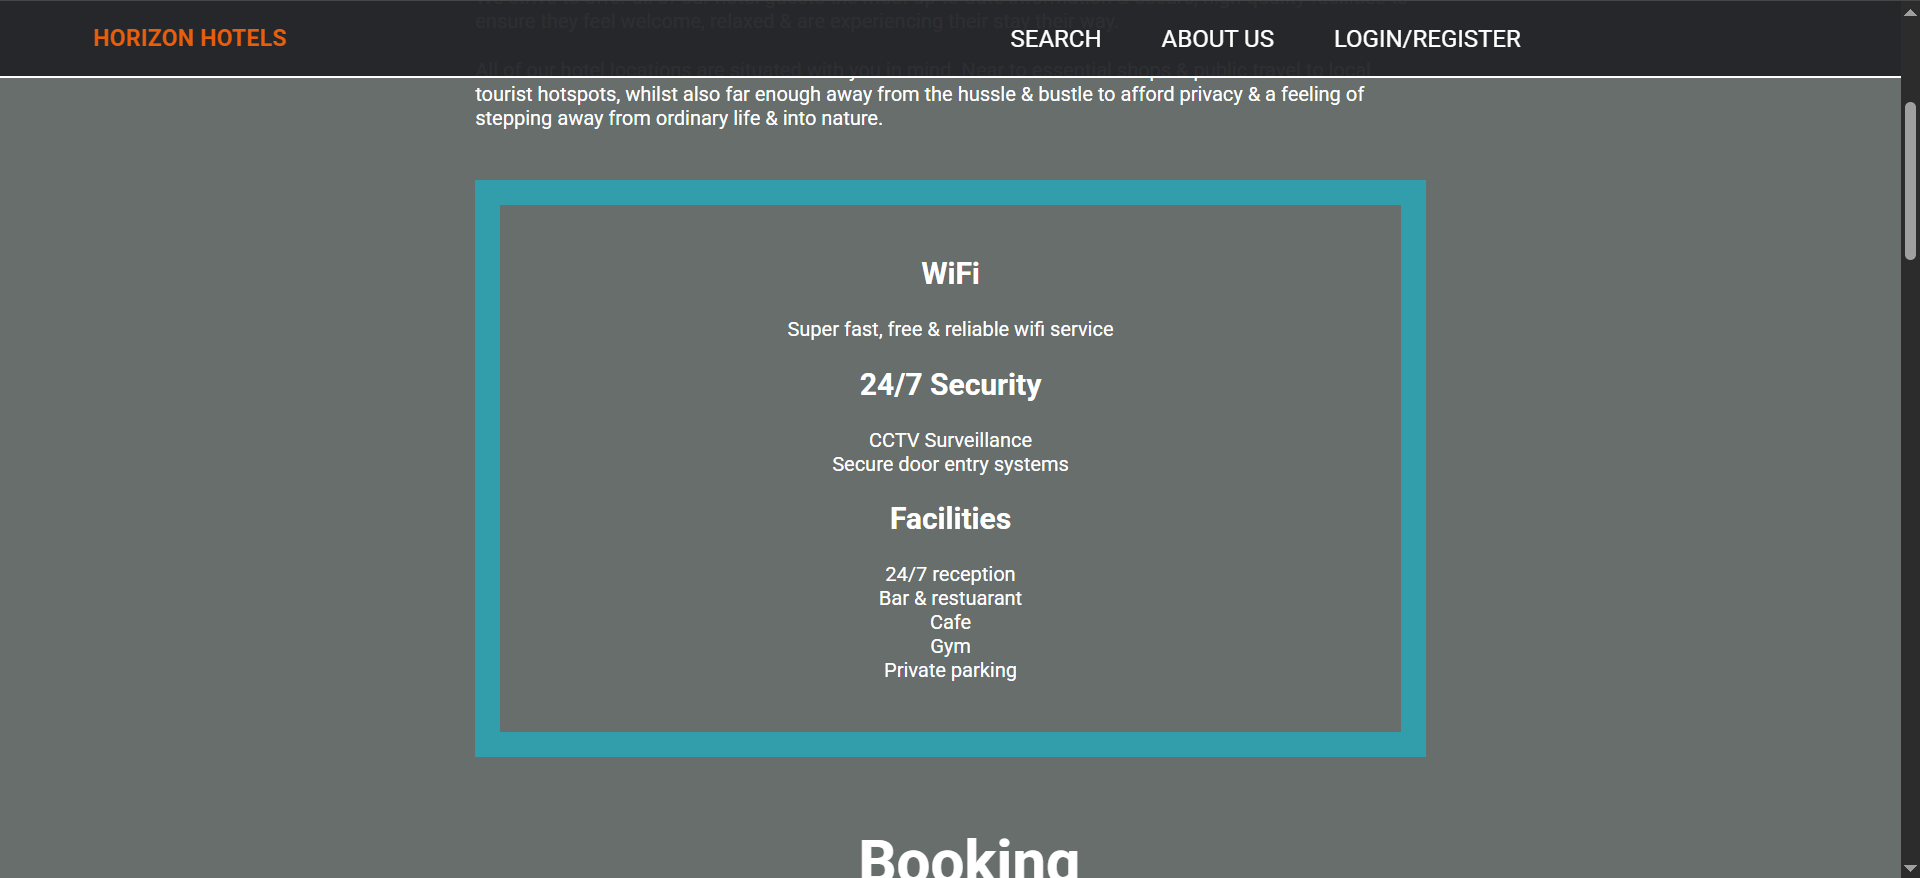 HORIZON HOTELS
SEARCH
ABOUT US
LOGIN/REGISTER
ensure they feel welcome, relaxed & are experiencing their stay their way.
All of our hotel locations are situated with you in mind. Near to essential shops & public travel to local
tourist hotspots, whilst also far enough away from the hussle & bustle to afford privacy & a feeling of
stepping away from ordinary life & into nature.
WiFi
Super fast, free & reliable wifi service
24/7 Security
CCTV Surveillance
Secure door entry systems
Facilities
24/7 reception
Bar & restuarant
Cafe
Gym
Private parking
Booking